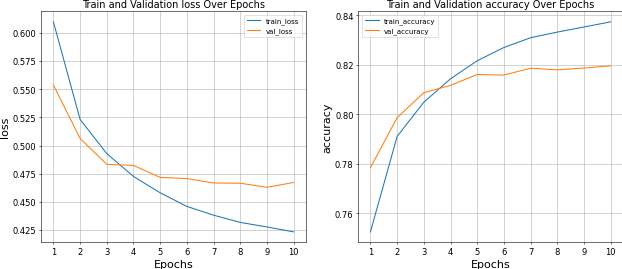 Train and Validation loss Over Epochs
train_loss
val_loss
0.600
0.575
0.550
0.525
0.500
0.475
0.450
0.425
loss
1 2 3 4 5 6 7 8 9 10
Epochs
Train and Validation accuracy Over Epochs
train_accuracy
val_accuracy
0.84
0.82
0.80
0.78
0.76
accuracy
1 2 3 4 5 6 7 8 9 10
Epochs